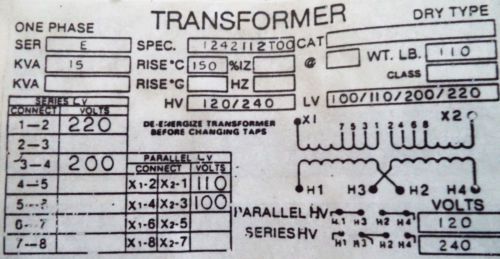 TRANSFORMER
DRY TYPE
ONE PHASE
SER E SPEC. 1242112T00 CAT
KVA 15 RISE°C 150 %IZ @ WT. LB. 110
KVA RISE°G HZ CLASS
HV 120/240 LV 100/110/200/220
SERIES LV
CONNECT VOLTS
1-2 220
2-3
3-4 200
4-5
6-7
7-8
DE-ENERGIZE TRANSFORMER
BEFORE CHANGING TAPS
PARALLEL LV
CONNECT VOLTS
X1-2 X2-1 110
X1-4 X2-3 100
X1-6 X2-5
X1-8 X2-7
X1 7 5 3 1 2 4 6 8 X2
H1 H3 H2 H4
VOLTS
PARALLEL HV H1 H3 H2 H4 120
SERIES HV H1 H3 H2 H4 240